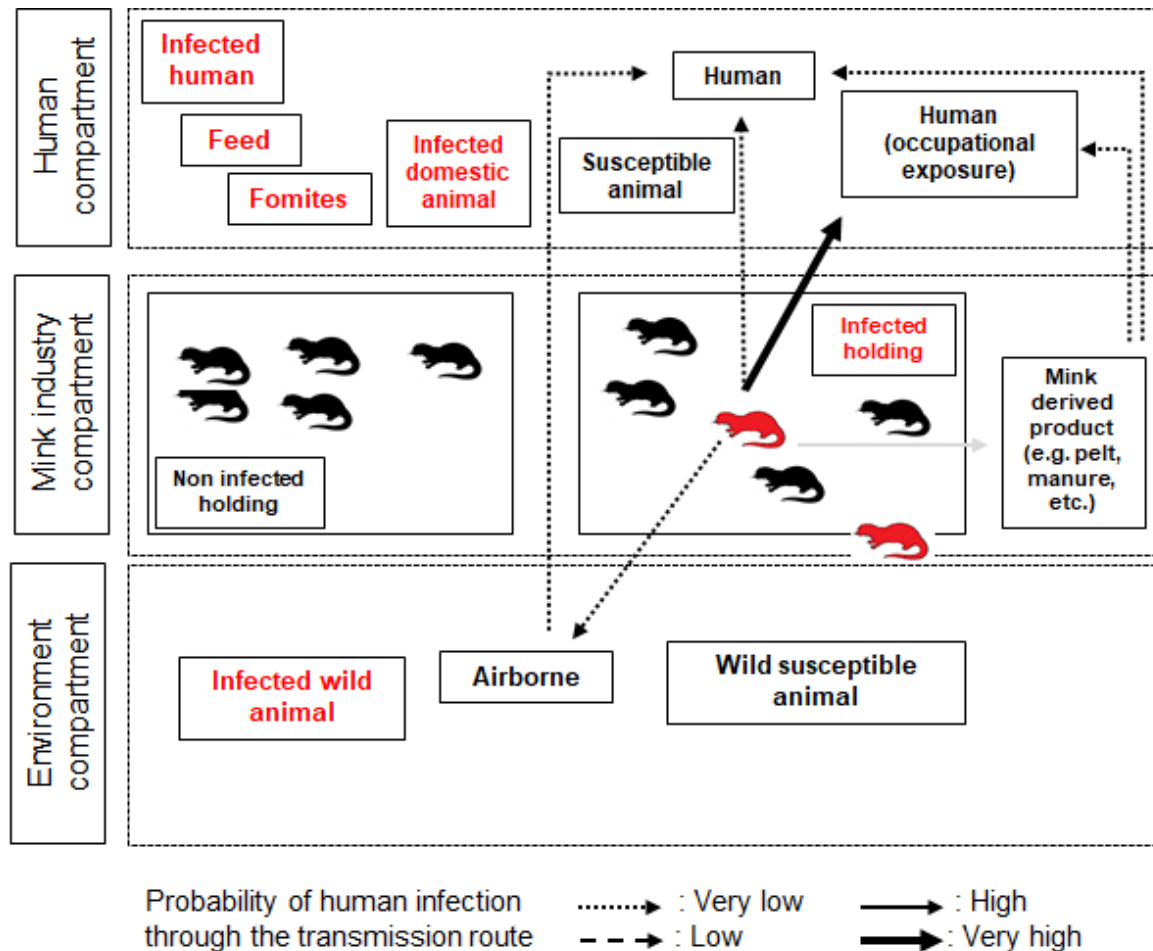 Human
compartment
Infected
human
Feed
Fomites
Infected
domestic
animal
Human
Susceptible
animal
Human
(occupational
exposure)
Mink industry
compartment
Non infected
holding
Infected
holding
Mink
derived
product
(e.g. pelt,
manure,
etc.)
Environment
compartment
Infected wild
animal
Airborne
Wild susceptible
animal
Probability of human infection
through the transmission route
: Very low
: High
: Low
: Very high